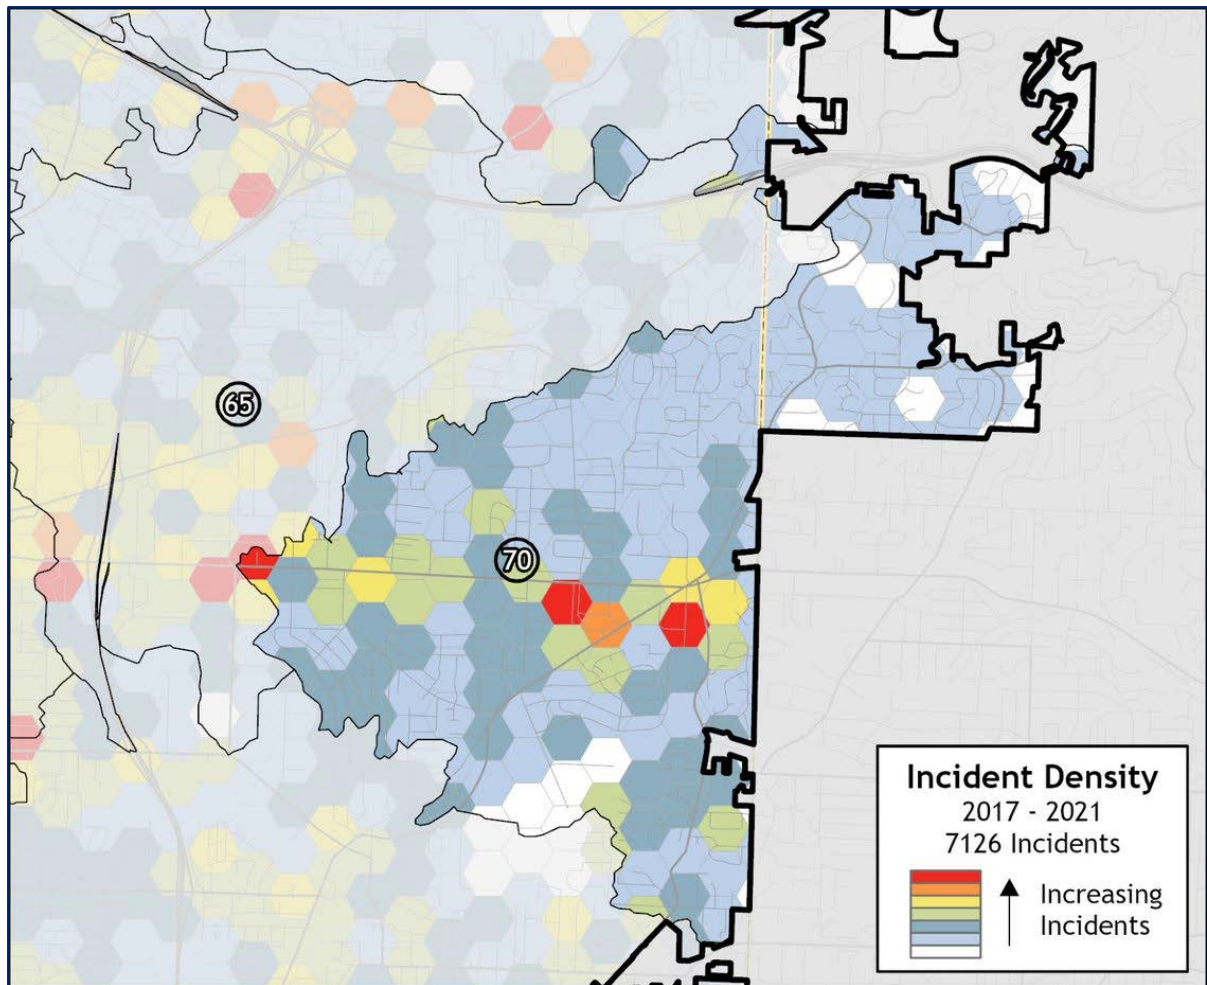 65
70
Incident Density
2017 - 2021
7126 Incidents
Increasing
Incidents